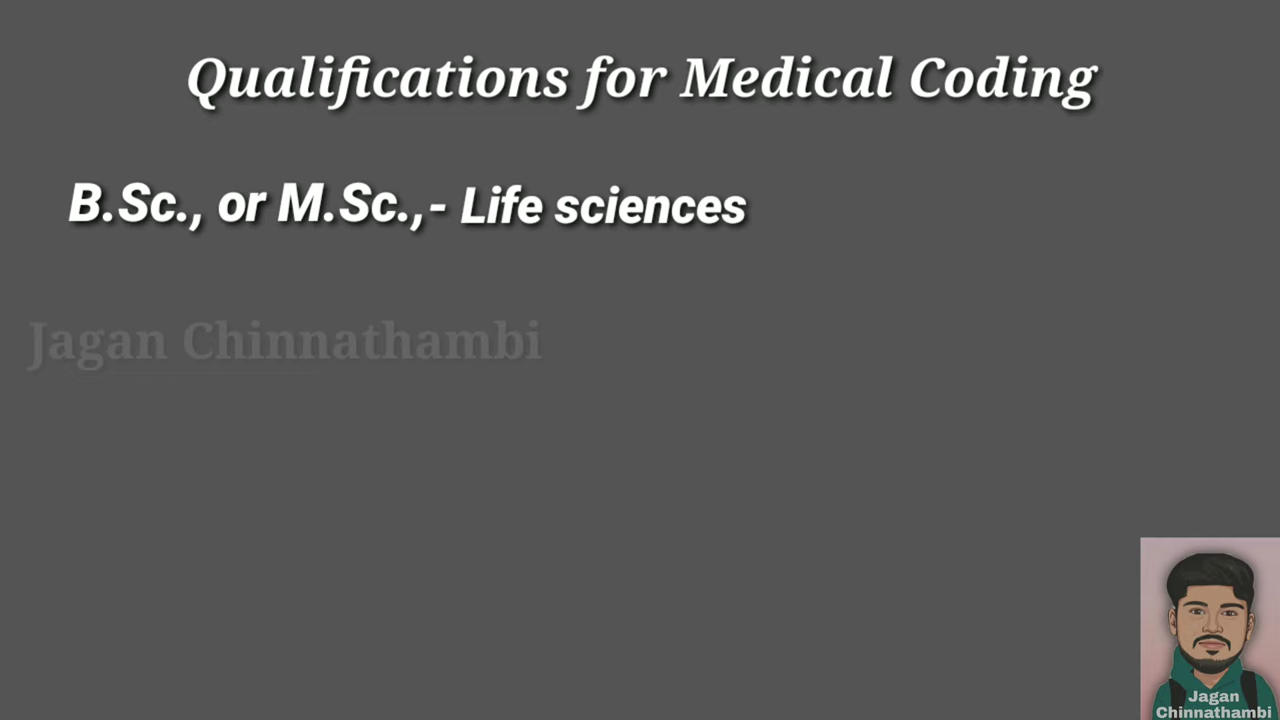 Qualifications for Medical Coding
B.Sc., or M.Sc.,- Life sciences
Jagan Chinnathambi
Jagan
Chinnathambi